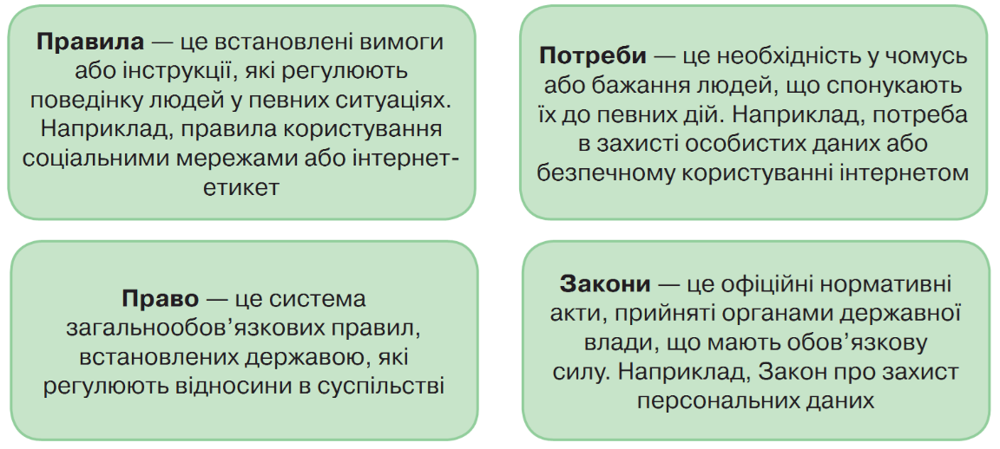 Правила — це встановлені вимоги
або інструкції, які регулюють
поведінку людей у певних ситуаціях.
Наприклад, правила користування
соціальними мережами або інтернет-
етикет
Потреби — це необхідність у чомусь
або бажання людей, що спонукають
їх до певних дій. Наприклад, потреба
в захисті особистих даних або
безпечному користуванні інтернетом
Право — це система
загальнообов’язкових правил,
встановлених державою, які
регулюють відносини в суспільстві
Закони — це офіційні нормативні
акти, прийняті органами державної
влади, що мають обов’язкову
силу. Наприклад, Закон про захист
персональних даних